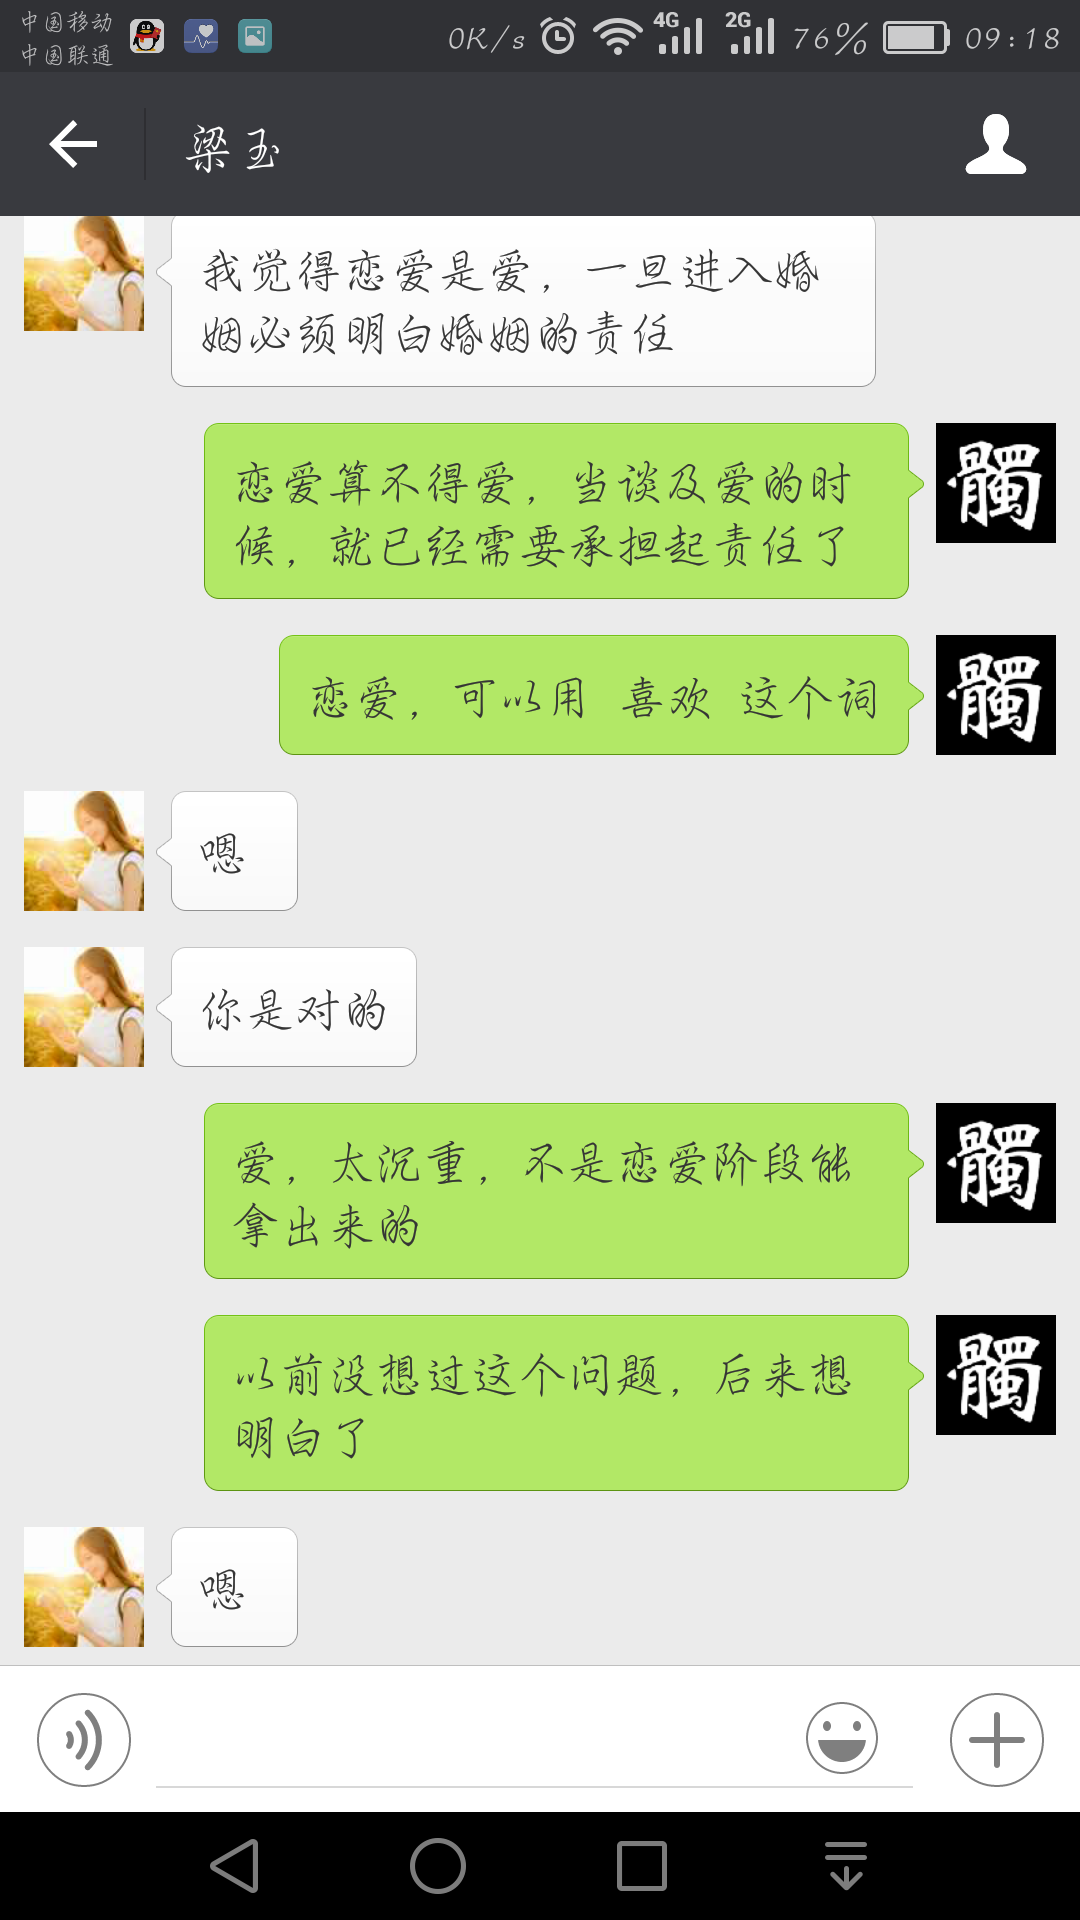 中国移动
中国联通
0K/s
4G
2G
76%
09:18
梁玉
我觉得恋爱是爱，一旦进入婚
姻必须明白婚姻的责任
恋爱算不得爱，当谈及爱的时
候，就已经需要承担起责任了
髑
恋爱，可以用 喜欢 这个词
髑
嗯
你是对的
爱，太沉重，不是恋爱阶段能
拿出来的
髑
以前没想过这个问题，后来想
明白了
髑
嗯